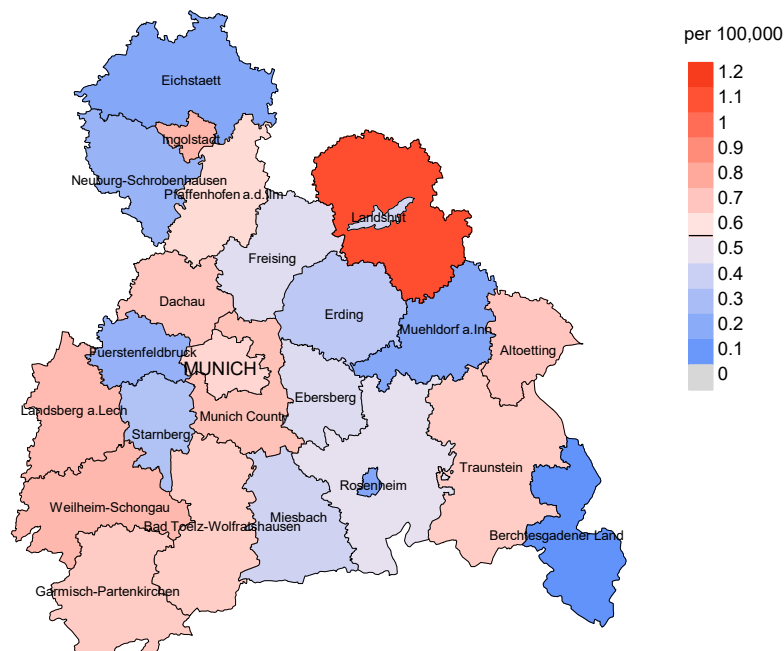 per 100,000
1.2
1.1
1
0.9
0.8
0.7
0.6
0.5
0.4
0.3
0.2
0.1
0
Eichstaett
Ingolstadt
Neuburg-Schrobenhausen
Pfaffenhofen a.d.Ilm
Landshut
Freising
Dachau
Erding
Muehldorf a.Inn
Fuerstenfeldbruck
Altoetting
MUNICH
Ebersberg
Landsberg a.Lech
Munich County
Starnberg
Traunstein
Rosenheim
Weilheim-Schongau
Miesbach
Bad Toelz-Wolfratshausen
Berchtesgadener Land
Garmisch-Partenkirchen